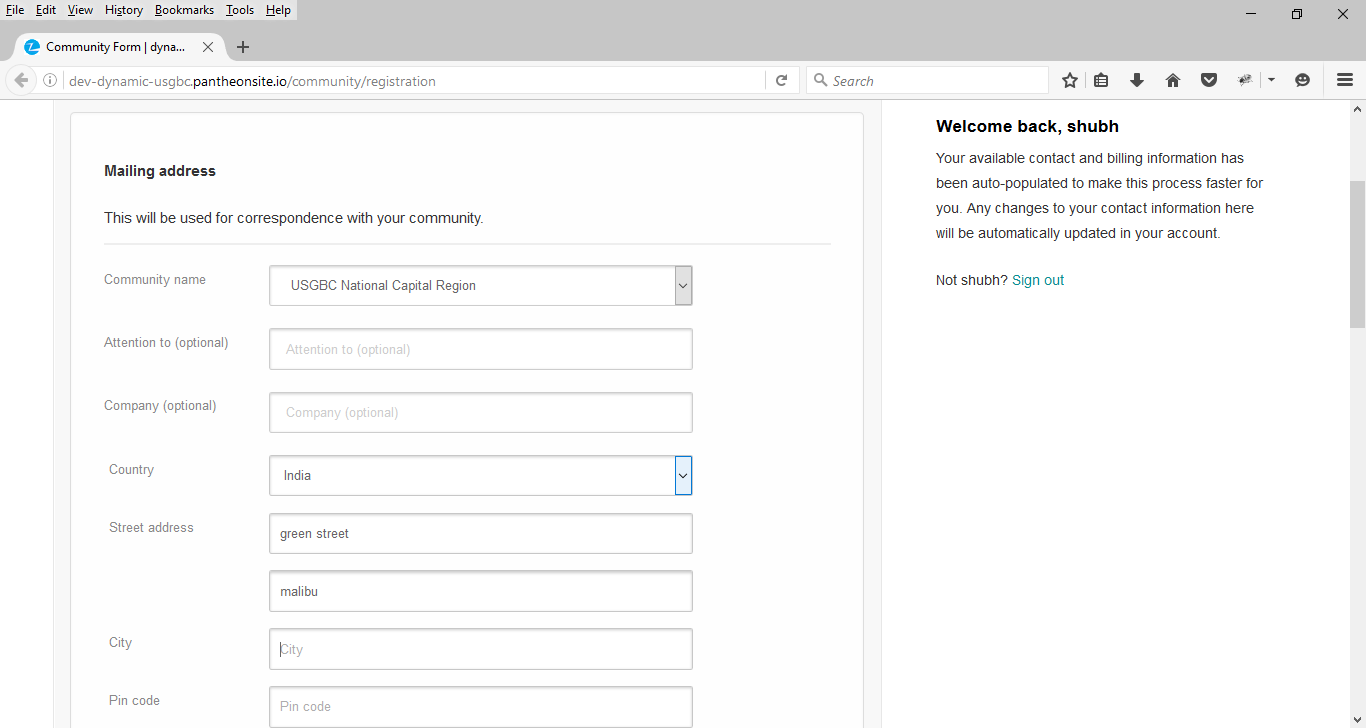 File Edit View History Bookmarks Tools Help
Community Form | dyna...
dev-dynamic-usgbc.pantheonsite.io/community/registration
Search
Mailing address
This will be used for correspondence with your community.
Community name
USGBC National Capital Region
Attention to (optional)
Attention to (optional)
Company (optional)
Company (optional)
Country
India
Street address
green street
malibu
City
City
Pin code
Pin code
Welcome back, shubh
Your available contact and billing information has
been auto-populated to make this process faster for
you. Any changes to your contact information here
will be automatically updated in your account.
Not shubh? Sign out